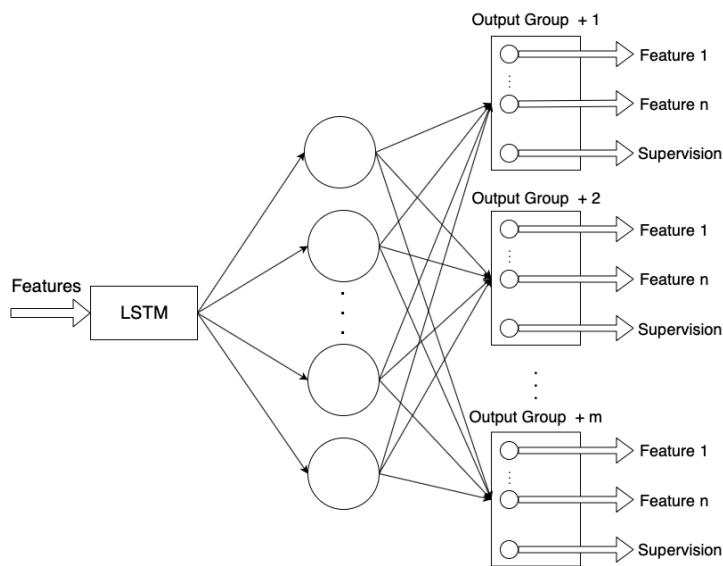 Output Group + 1
Feature 1
Feature n
Supervision
Output Group + 2
Feature 1
Feature n
Supervision
Features
LSTM
Output Group + m
Feature 1
Feature n
Supervision